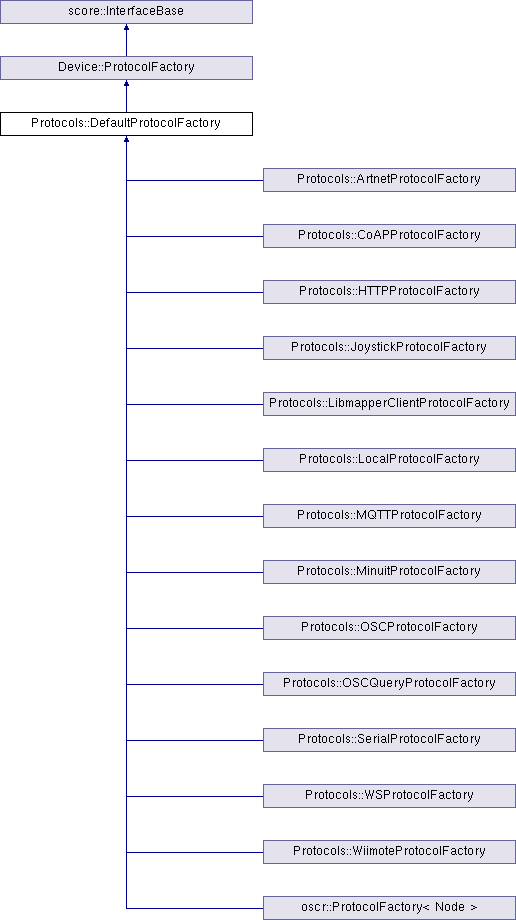 score::InterfaceBase
Device::ProtocolFactory
Protocols::DefaultProtocolFactory
Protocols::ArtnetProtocolFactory
Protocols::CoAPProtocolFactory
Protocols::HTTPProtocolFactory
Protocols::JoystickProtocolFactory
Protocols::LibmapperClientProtocolFactory
Protocols::LocalProtocolFactory
Protocols::MQTTProtocolFactory
Protocols::MinuitProtocolFactory
Protocols::OSCProtocolFactory
Protocols::OSCQueryProtocolFactory
Protocols::SerialProtocolFactory
Protocols::WSProtocolFactory
Protocols::WiimoteProtocolFactory
oscr::ProtocolFactory< Node >